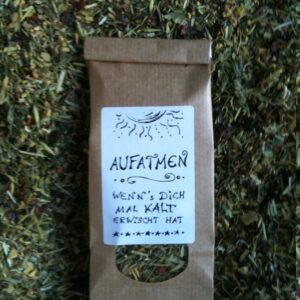 AUFATMEN
WENN's DICH
MAL KALT
ERWISCHT HAT